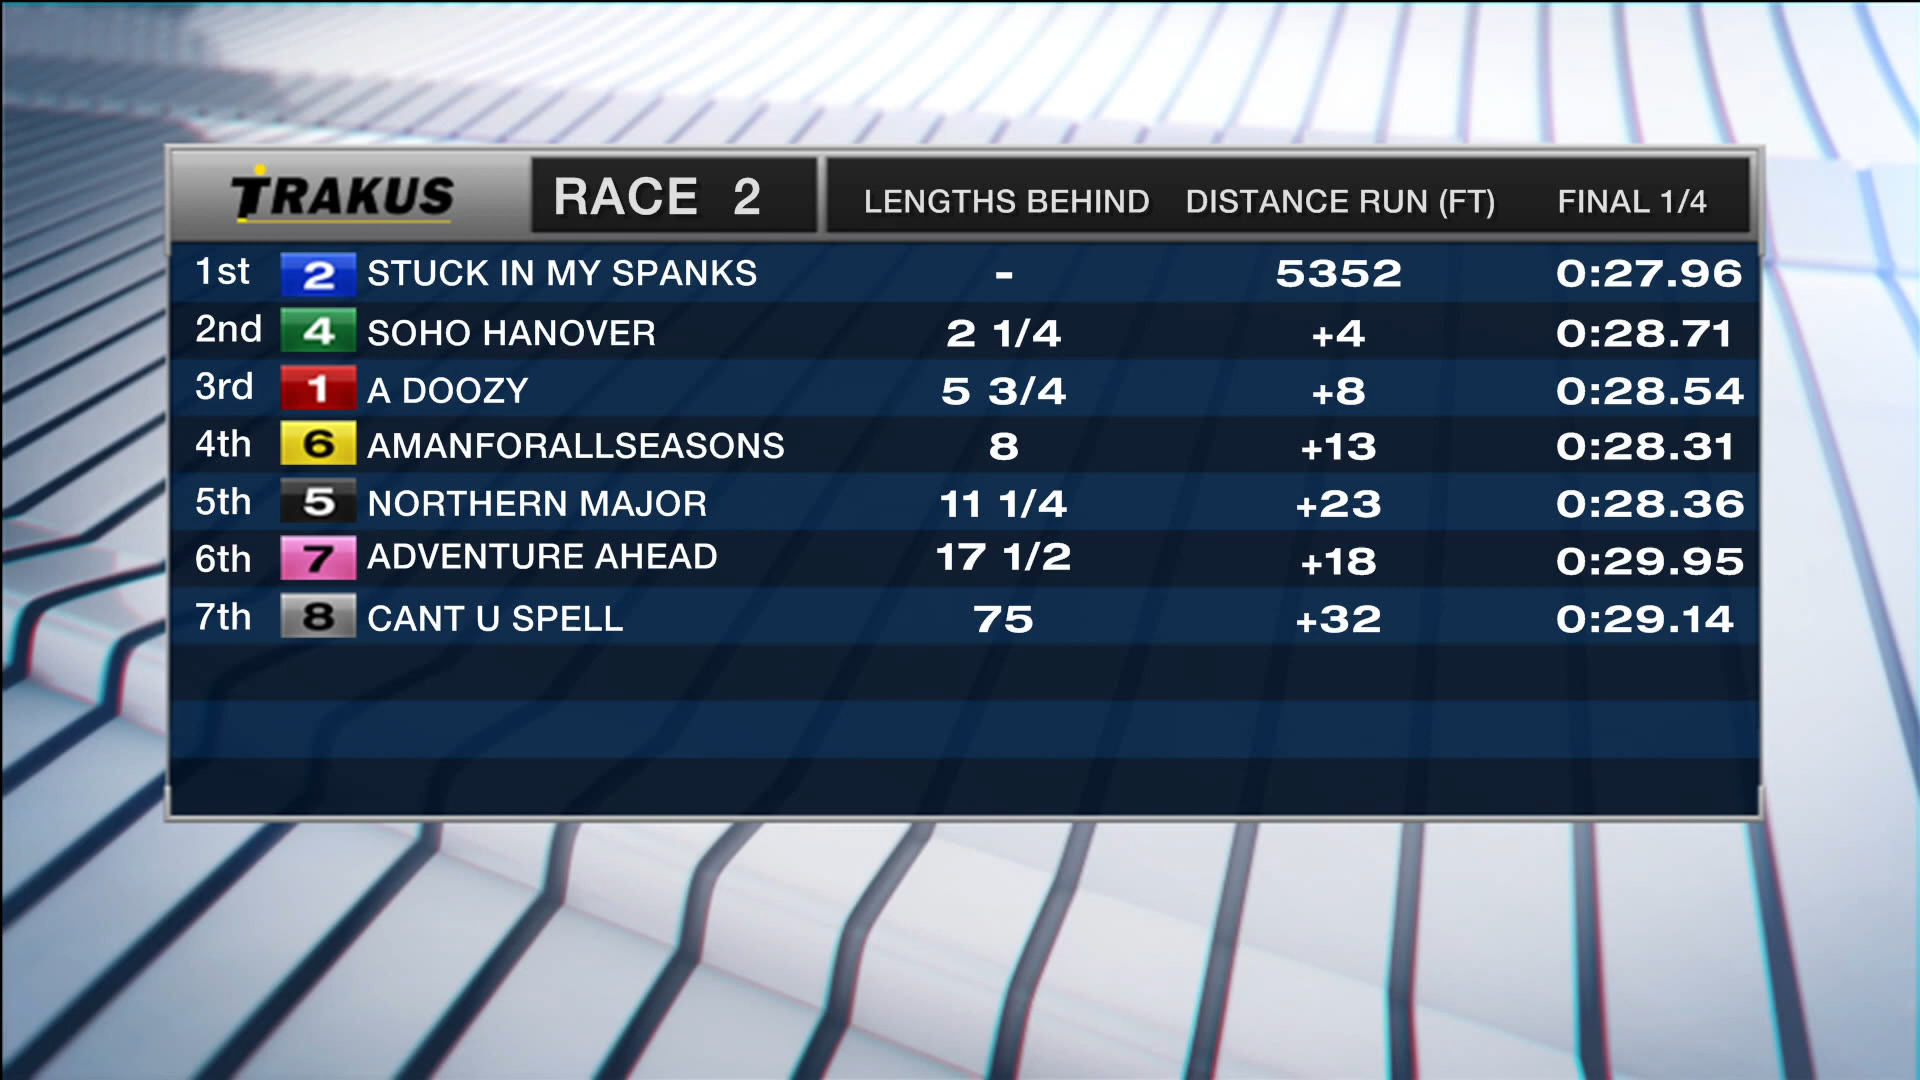 TRAKUS RACE 2 LENGTHS BEHIND DISTANCE RUN (FT) FINAL 1/4
1st 2 STUCK IN MY SPANKS - 5352 0:27.96
2nd 4 SOHO HANOVER 2 1/4 +4 0:28.71
3rd 1 A DOOZY 5 3/4 +8 0:28.54
4th 6 AMANFORALLSEASONS 8 +13 0:28.31
5th 5 NORTHERN MAJOR 11 1/4 +23 0:28.36
6th 7 ADVENTURE AHEAD 17 1/2 +18 0:29.95
7th 8 CANT U SPELL 75 +32 0:29.14